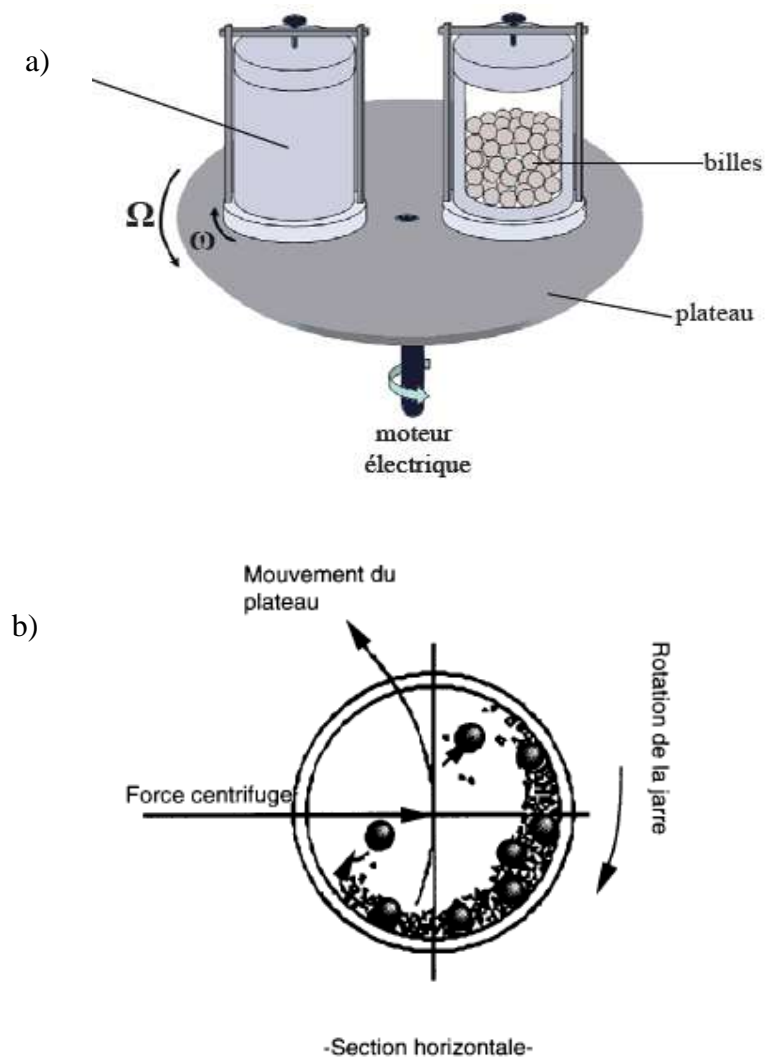 a)
billes
Ω
ω
plateau
moteur
électrique
b)
Mouvement du
plateau
Rotation de la jarre
Force centrifuge
-Section horizontale-